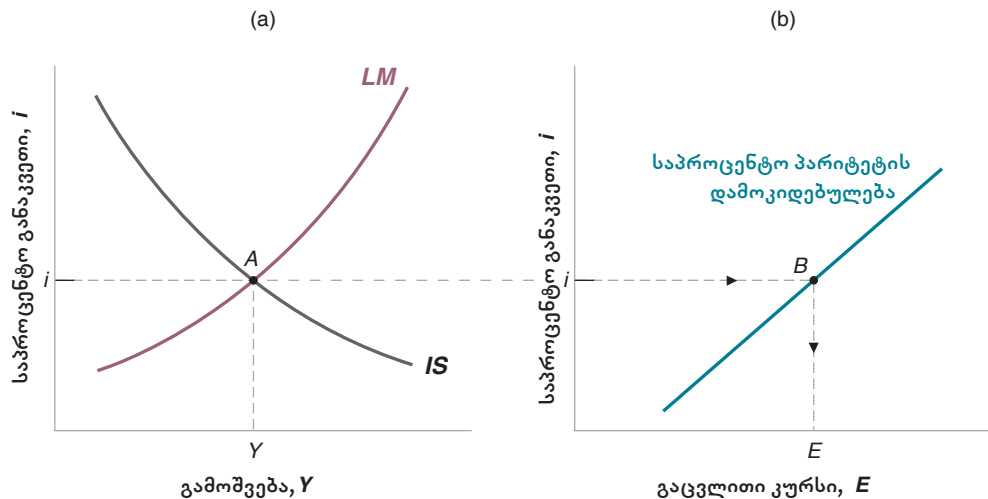 (a)
(b)
საპროცენტო განაკვეთი, i
LM
A
i
IS
Y
გამოშვება, Y
საპროცენტო განაკვეთი, i
საპროცენტო პარიტეტის
დამოკიდებულება
B
i
E
გაცვლითი კურსი, E